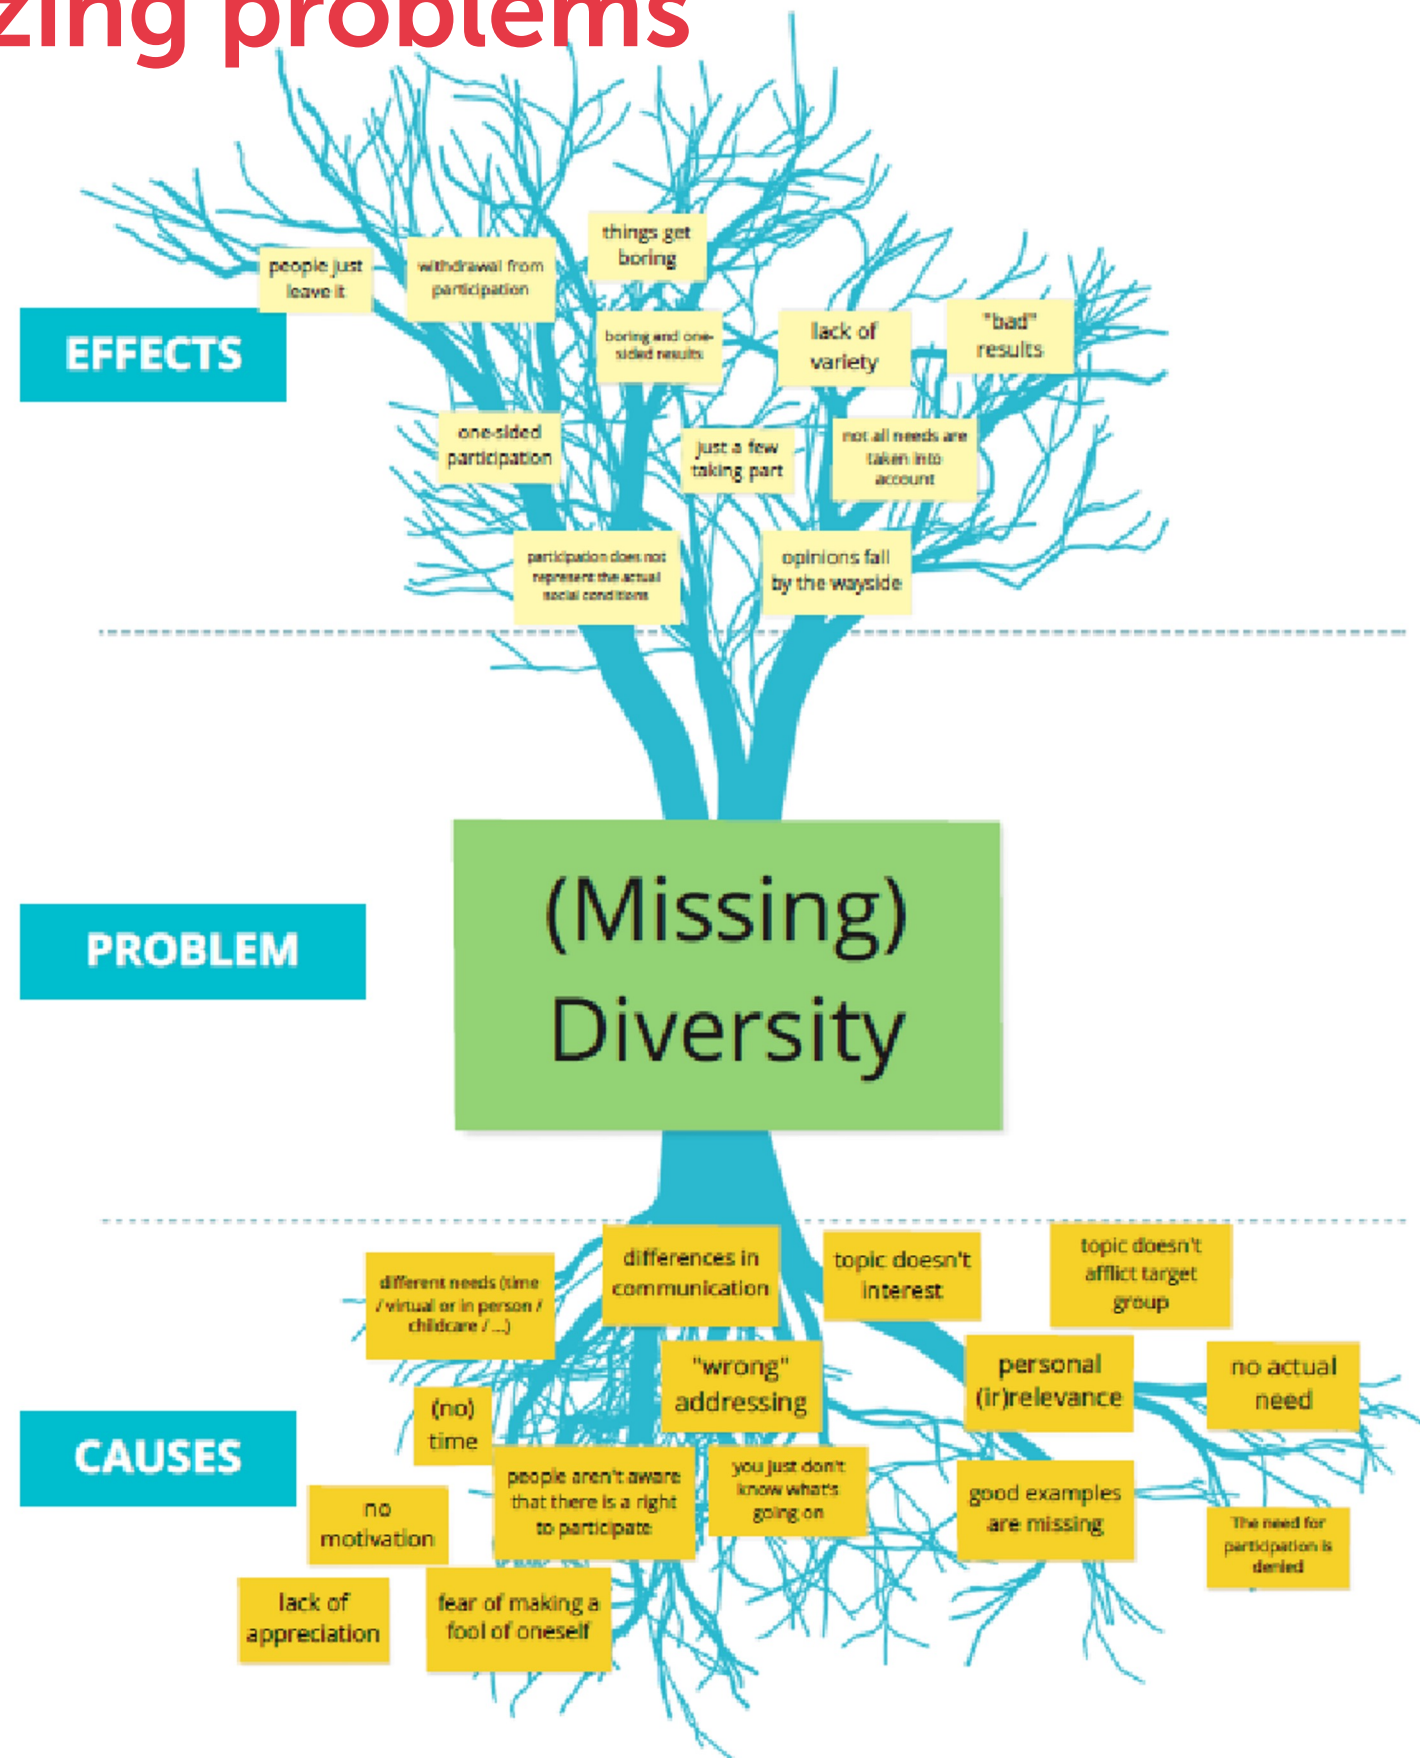 zing problems
things get
boring
people just
leave it
withdrawal from
participation
EFFECTS
boring and one-
sided results
lack of
variety
"bad"
results
one-sided
participation
just a few
taking part
not all needs are
taken into
account
participation does not
represent the actual
social conditions
opinions fall
by the wayside
PROBLEM
(Missing)
Diversity
CAUSES
different needs (time
/ virtual or in person /
childcare / ...)
differences in
communication
topic doesn't
interest
topic doesn't
afflict target
group
"wrong"
addressing
personal
(ir)relevance
no actual
need
(no)
time
people aren't aware
that there is a right
to participate
you just don't
know what's
going on
good examples
are missing
no
motivation
The need for
participation is
denied
lack of
appreciation
fear of making a
fool of oneself